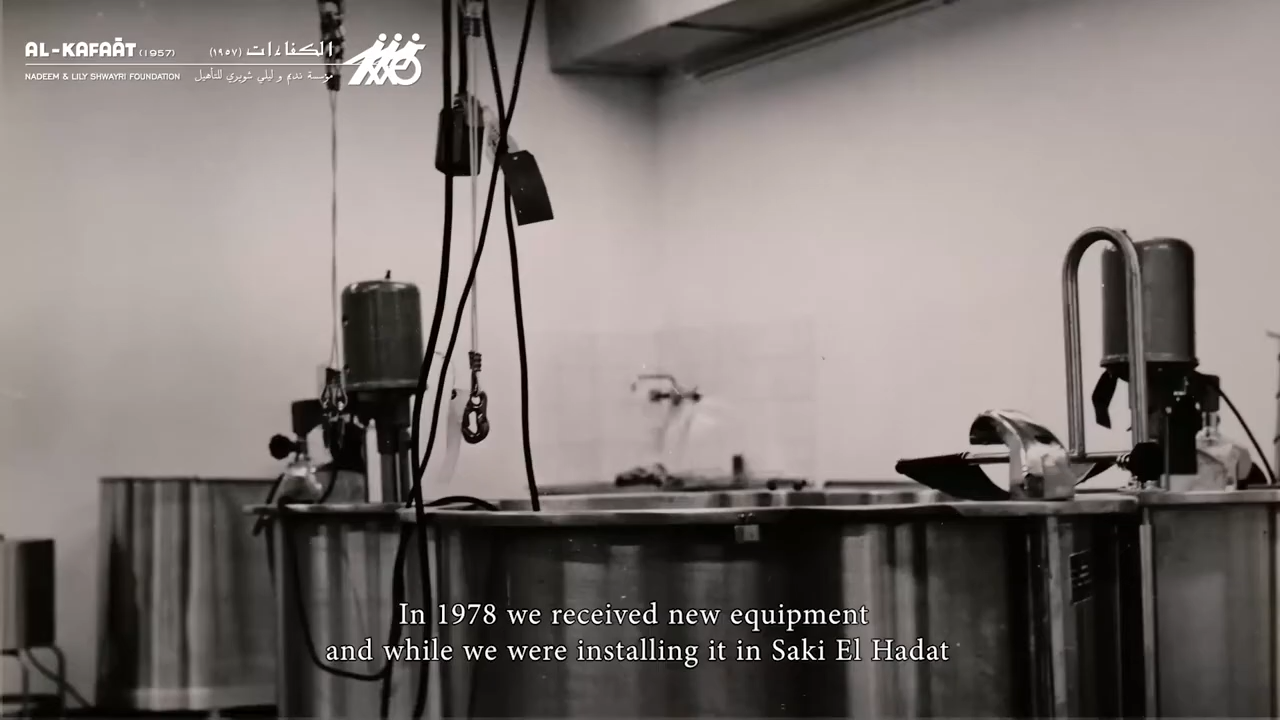 AL-KAFAĀT (1957)
الكفاءات (١٩٥٧)
NADEEM & LILY SHWAYRI FOUNDATION
مؤسسة نديم و ليلي شويري للتأهيل
In 1978 we received new equipment
and while we were installing it in Saki El Hadat